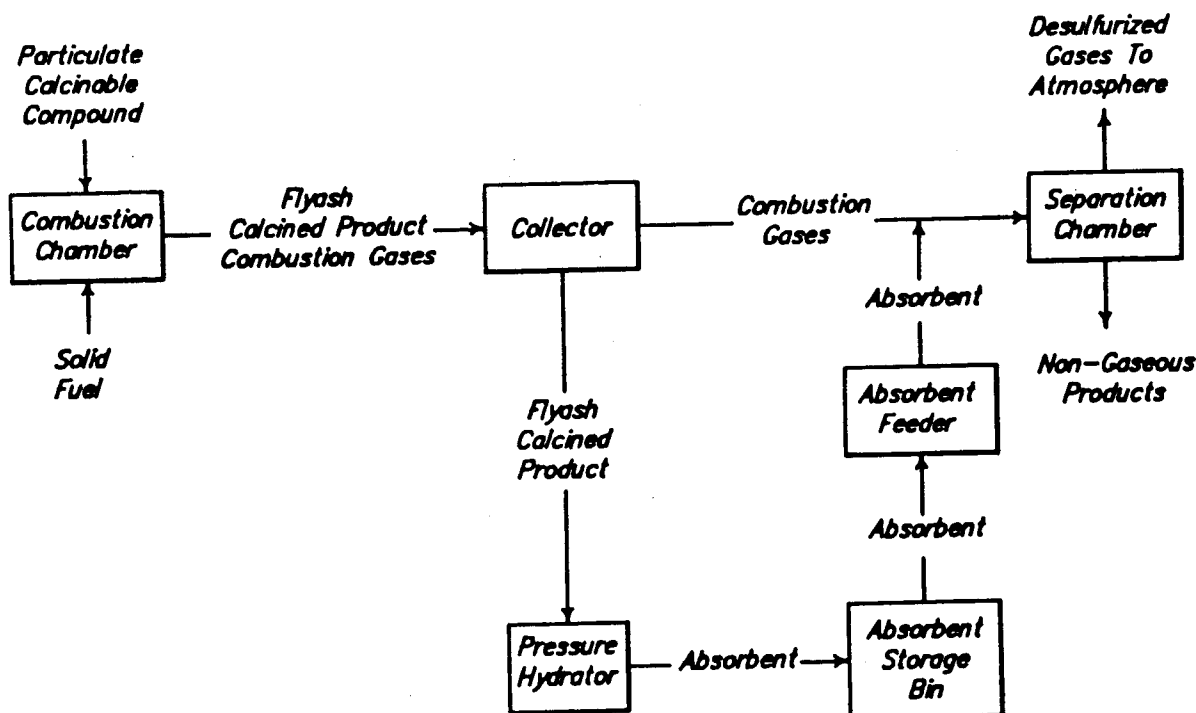 Particulate
Calcinable
Compound
Combustion
Chamber
Solid
Fuel
Flyash
Calcined Product
Combustion Gases
Collector
Combustion
Gases
Desulfurized
Gases To
Atmosphere
Separation
Chamber
Non-Gaseous
Products
Absorbent
Absorbent
Feeder
Absorbent
Flyash
Calcined
Product
Pressure
Hydrator
Absorbent
Absorbent
Storage
Bin